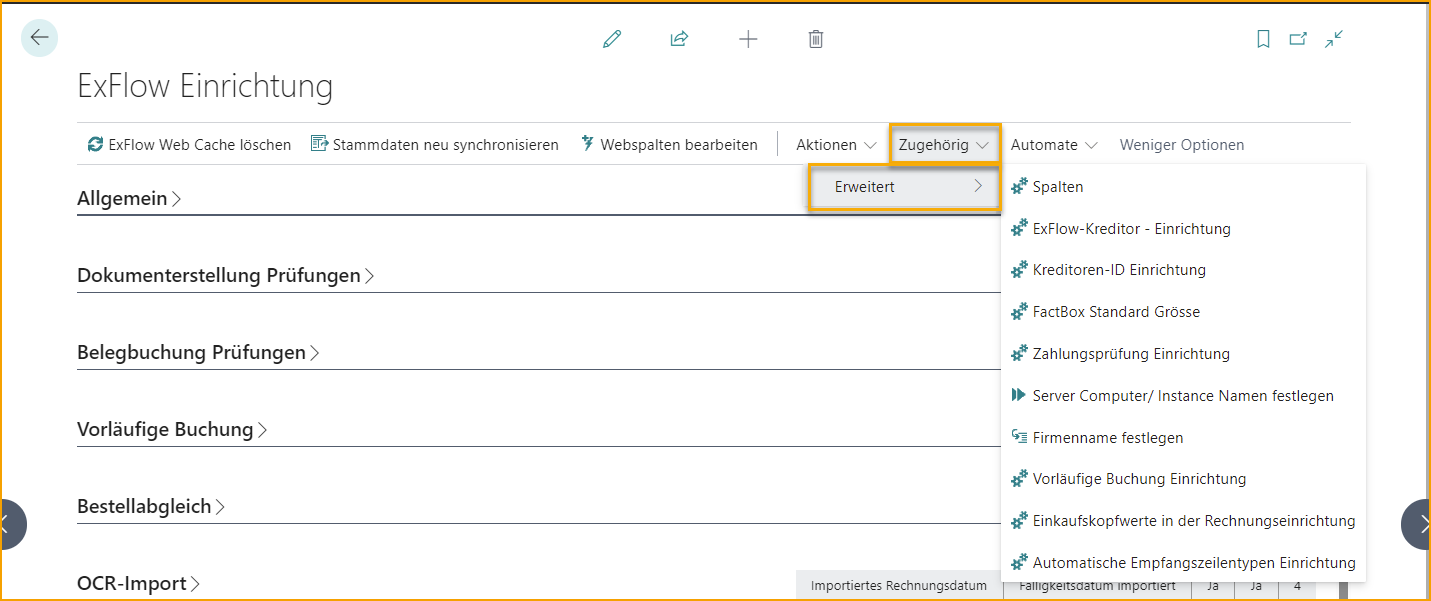 ExFlow Einrichtung
ExFlow Web Cache löschen Stammdaten neu synchronisieren Webspalten bearbeiten Aktionen Zugehörig Automate Weniger Optionen
Erweitert
Spalten
ExFlow-Kreditor - Einrichtung
Kreditoren-ID Einrichtung
FactBox Standard Grösse
Zahlungsprüfung Einrichtung
Server Computer/ Instance Namen festlegen
Firmenname festlegen
Vorläufige Buchung Einrichtung
Einkaufskopfwerte in der Rechnungseinrichtung
Automatische Empfangszeilentypen Einrichtung
Allgemein
Dokumenterstellung Prüfungen
Belegbuchung Prüfungen
Vorläufige Buchung
Bestellabgleich
OCR-Import Importiertes Rechnungsdatum Fälligkeitsdatum importiert Ja Ja 4